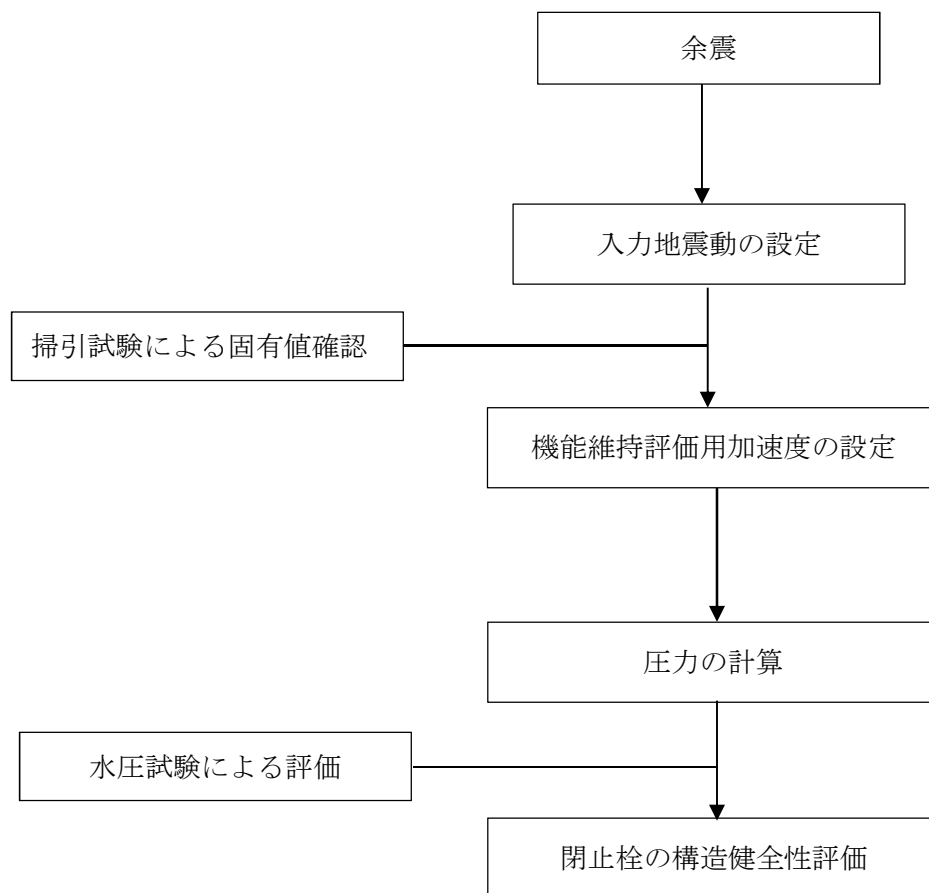 余震
入力地震動の設定
掃引試験による固有値確認
機能維持評価用加速度の設定
圧力の計算
水圧試験による評価
閉止栓の構造健全性評価